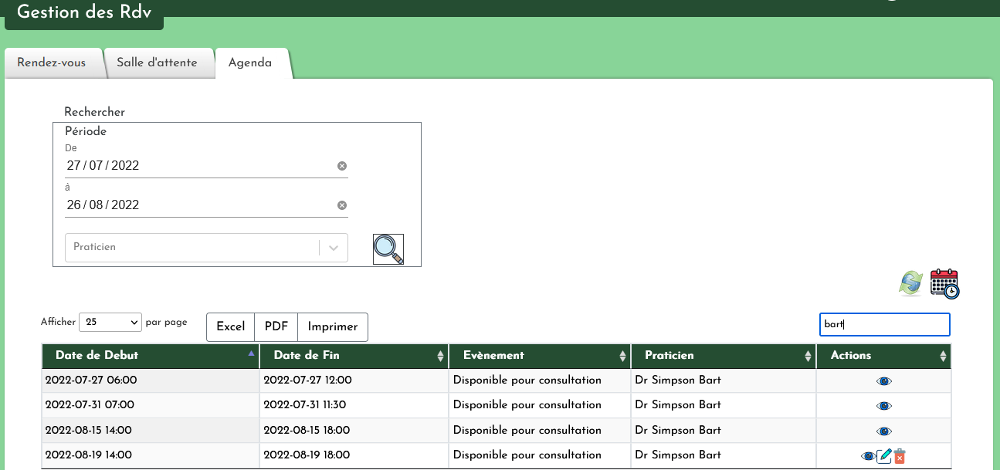 Gestion des Rdv
Rendez-vous Salle d'attente Agenda
Rechercher
Période
De
27 / 07 / 2022
à
26 / 08 / 2022
Praticien
Afficher 25 par page Excel PDF Imprimer bart
Date de Debut Date de Fin Evènement Praticien Actions
2022-07-27 06:00 2022-07-27 12:00 Disponible pour consultation Dr Simpson Bart
2022-07-31 07:00 2022-07-31 11:30 Disponible pour consultation Dr Simpson Bart
2022-08-15 14:00 2022-08-15 18:00 Disponible pour consultation Dr Simpson Bart
2022-08-19 14:00 2022-08-19 18:00 Disponible pour consultation Dr Simpson Bart